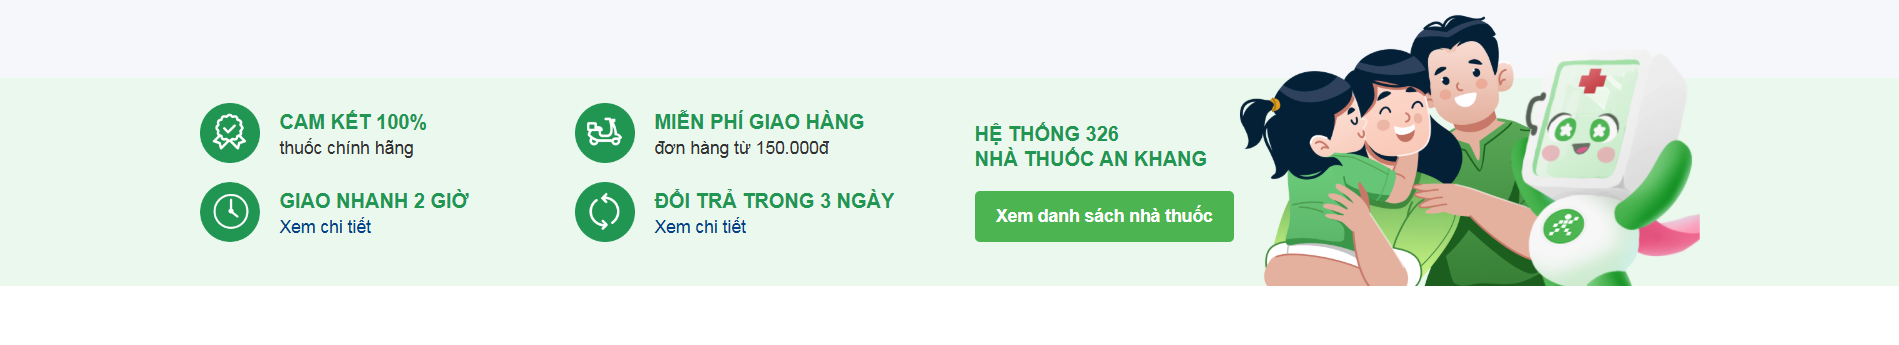 CAM KẾT 100%
thuốc chính hãng
MIỄN PHÍ GIAO HÀNG
đơn hàng từ 150.000đ
GIAO NHANH 2 GIỜ
Xem chi tiết
ĐỔI TRẢ TRONG 3 NGÀY
Xem chi tiết
HỆ THỐNG 326
NHÀ THUỐC AN KHANG
Xem danh sách nhà thuốc